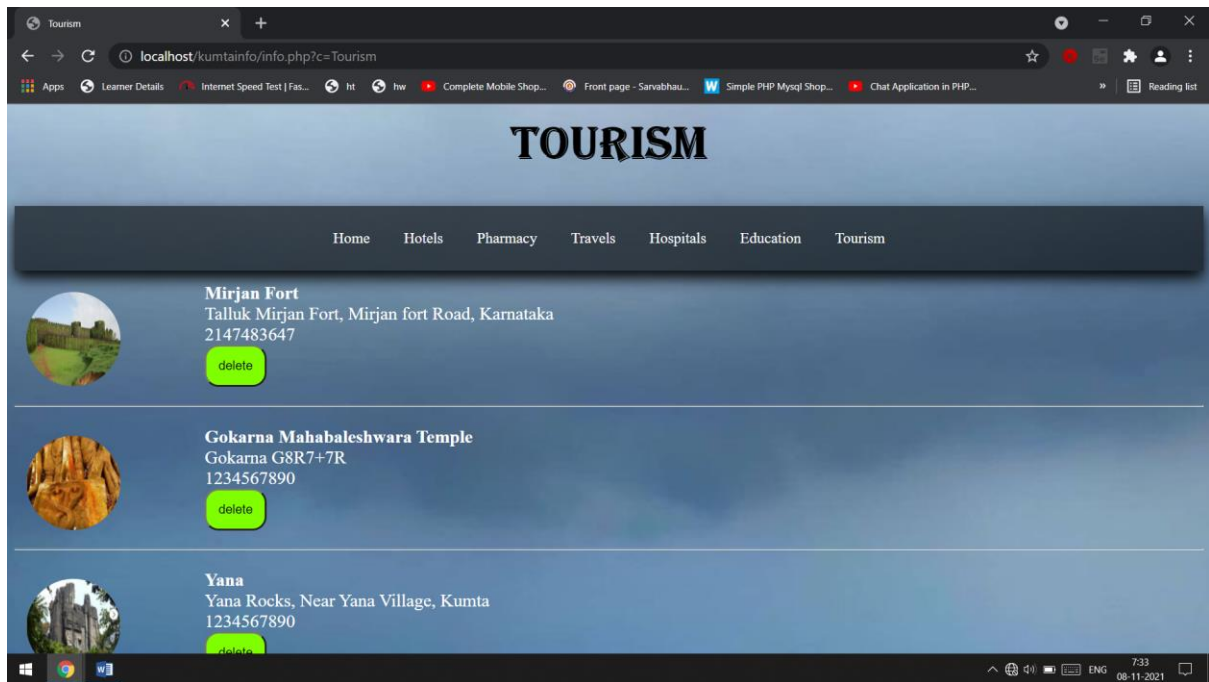 Tourism
localhost/kumtainfo/info.php?c=Tourism
Apps Learner Details Internet Speed Test | Fas... ht hw Complete Mobile Shop... Front page - Sarvabhau... Simple PHP Mysql Shop... Chat Application in PHP... » Reading list
TOURISM
Home Hotels Pharmacy Travels Hospitals Education Tourism
Mirjan Fort
Talluk Mirjan Fort, Mirjan fort Road, Karnataka
2147483647
delete
Gokarna Mahabaleshwara Temple
Gokarna G8R7+7R
1234567890
delete
Yana
Yana Rocks, Near Yana Village, Kumta
1234567890
delete
ENG 7:33
08-11-2021